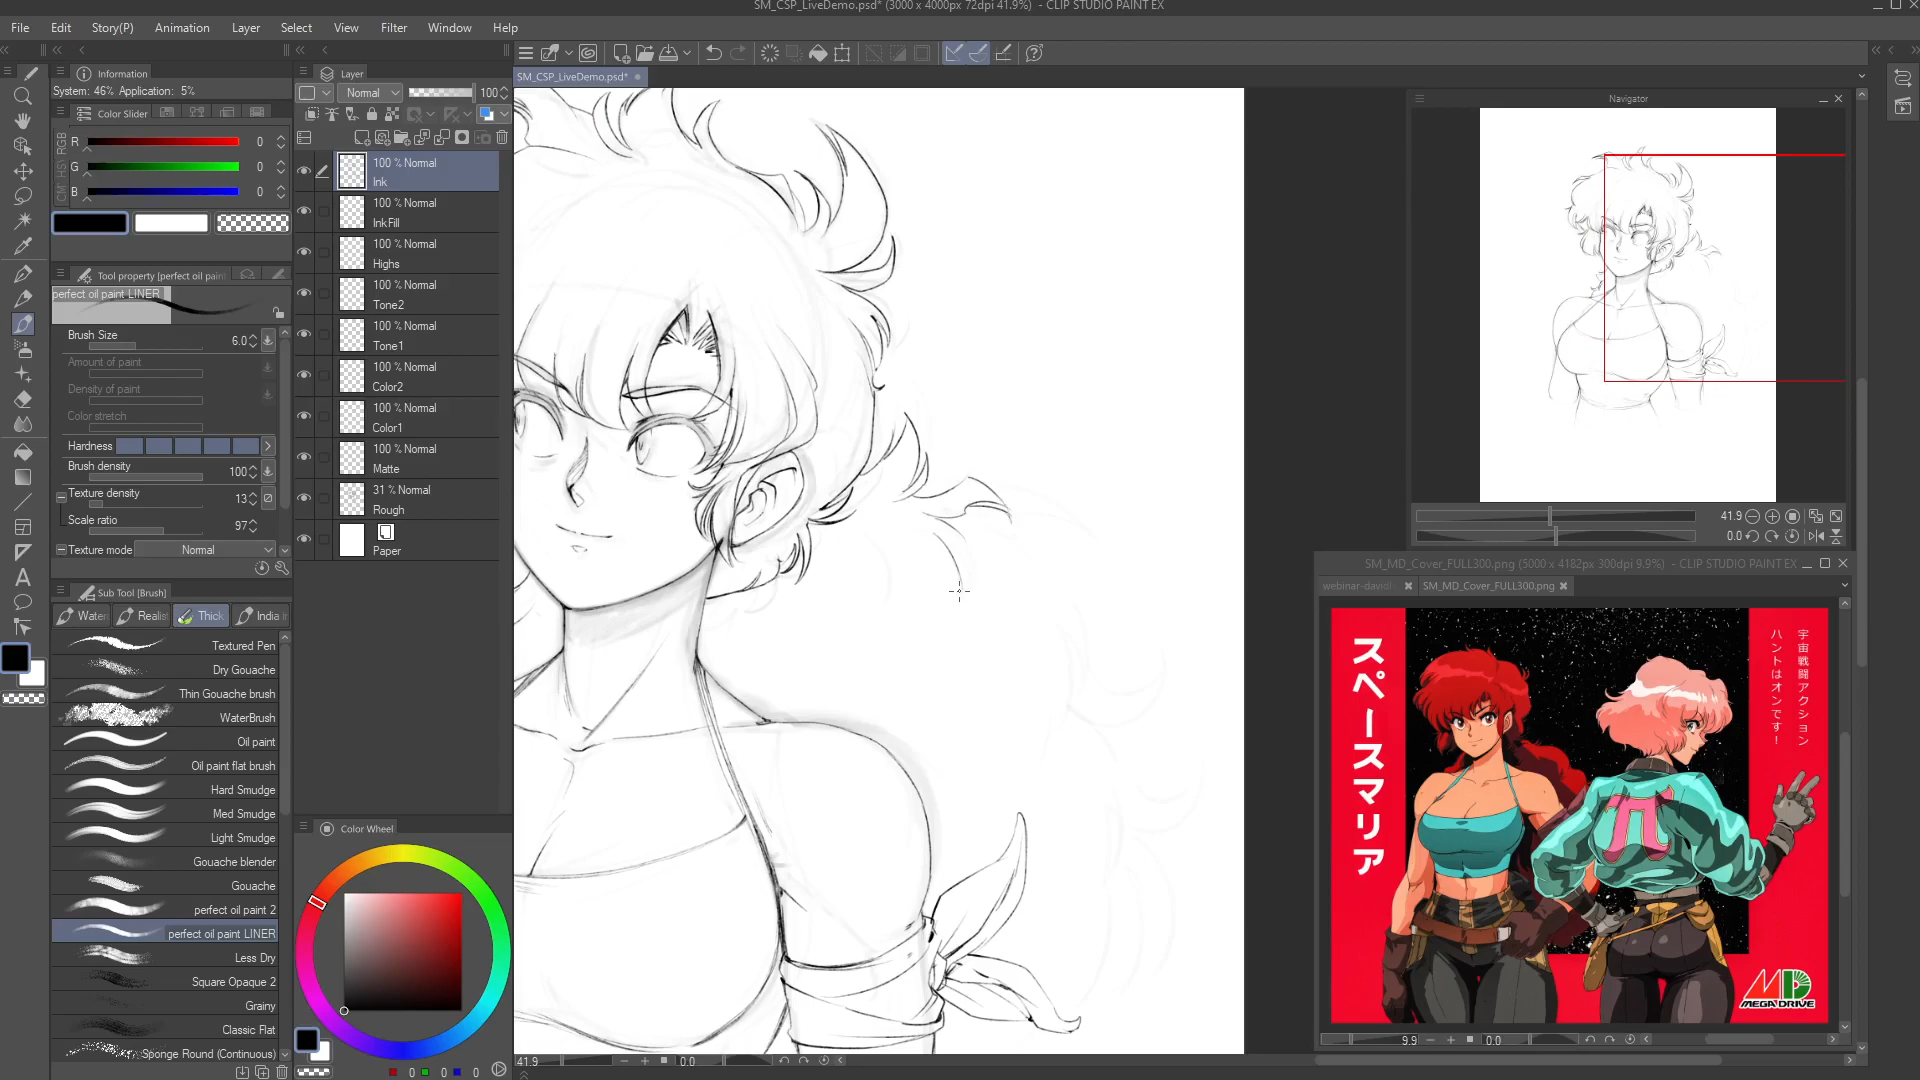 SM_CSP_LiveDemo.psd* (3000 x 4000px 72dpi 41.9%) - CLIP STUDIO PAINT EX
File Edit Story(P) Animation Layer Select View Filter Window Help
Information
System: 46% Application: 5%
Color Slider
RGB
R 0
G 0
B 0
Tool property [perfect oil paint
perfect oil paint LINER
Brush Size 6.0
Amount of paint
Density of paint
Color stretch
Hardness
Brush density 100
Texture density 13
Scale ratio 97
Texture mode Normal
Sub Tool [Brush]
Water Realis Thick India i
Textured Pen
Dry Gouache
Thin Gouache brush
WaterBrush
Oil paint
Oil paint flat brush
Hard Smudge
Med Smudge
Light Smudge
Gouache blender
Gouache
perfect oil paint 2
perfect oil paint LINER
Less Dry
Square Opaque 2
Grainy
Classic Flat
Sponge Round (Continuous)
Layer
Normal 100
100 % Normal
Ink
100 % Normal
InkFill
100 % Normal
Highs
100 % Normal
Tone2
100 % Normal
Tone1
100 % Normal
Color2
100 % Normal
Color1
100 % Normal
Matte
31 % Normal
Rough
Paper
Color Wheel
0 0 0
SM_CSP_LiveDemo.psd*
41.9 0.0
Navigator
41.9
0.0
SM_MD_Cover_FULL300.png (5000 x 4182px 300dpi 9.9%) - CLIP STUDIO PAINT EX
webinar-davidl SM_MD_Cover_FULL300.png
スペースマリア
宇宙戦闘アクション
ハントはオンです！
π
MD
MEGA DRIVE
9.9 0.0